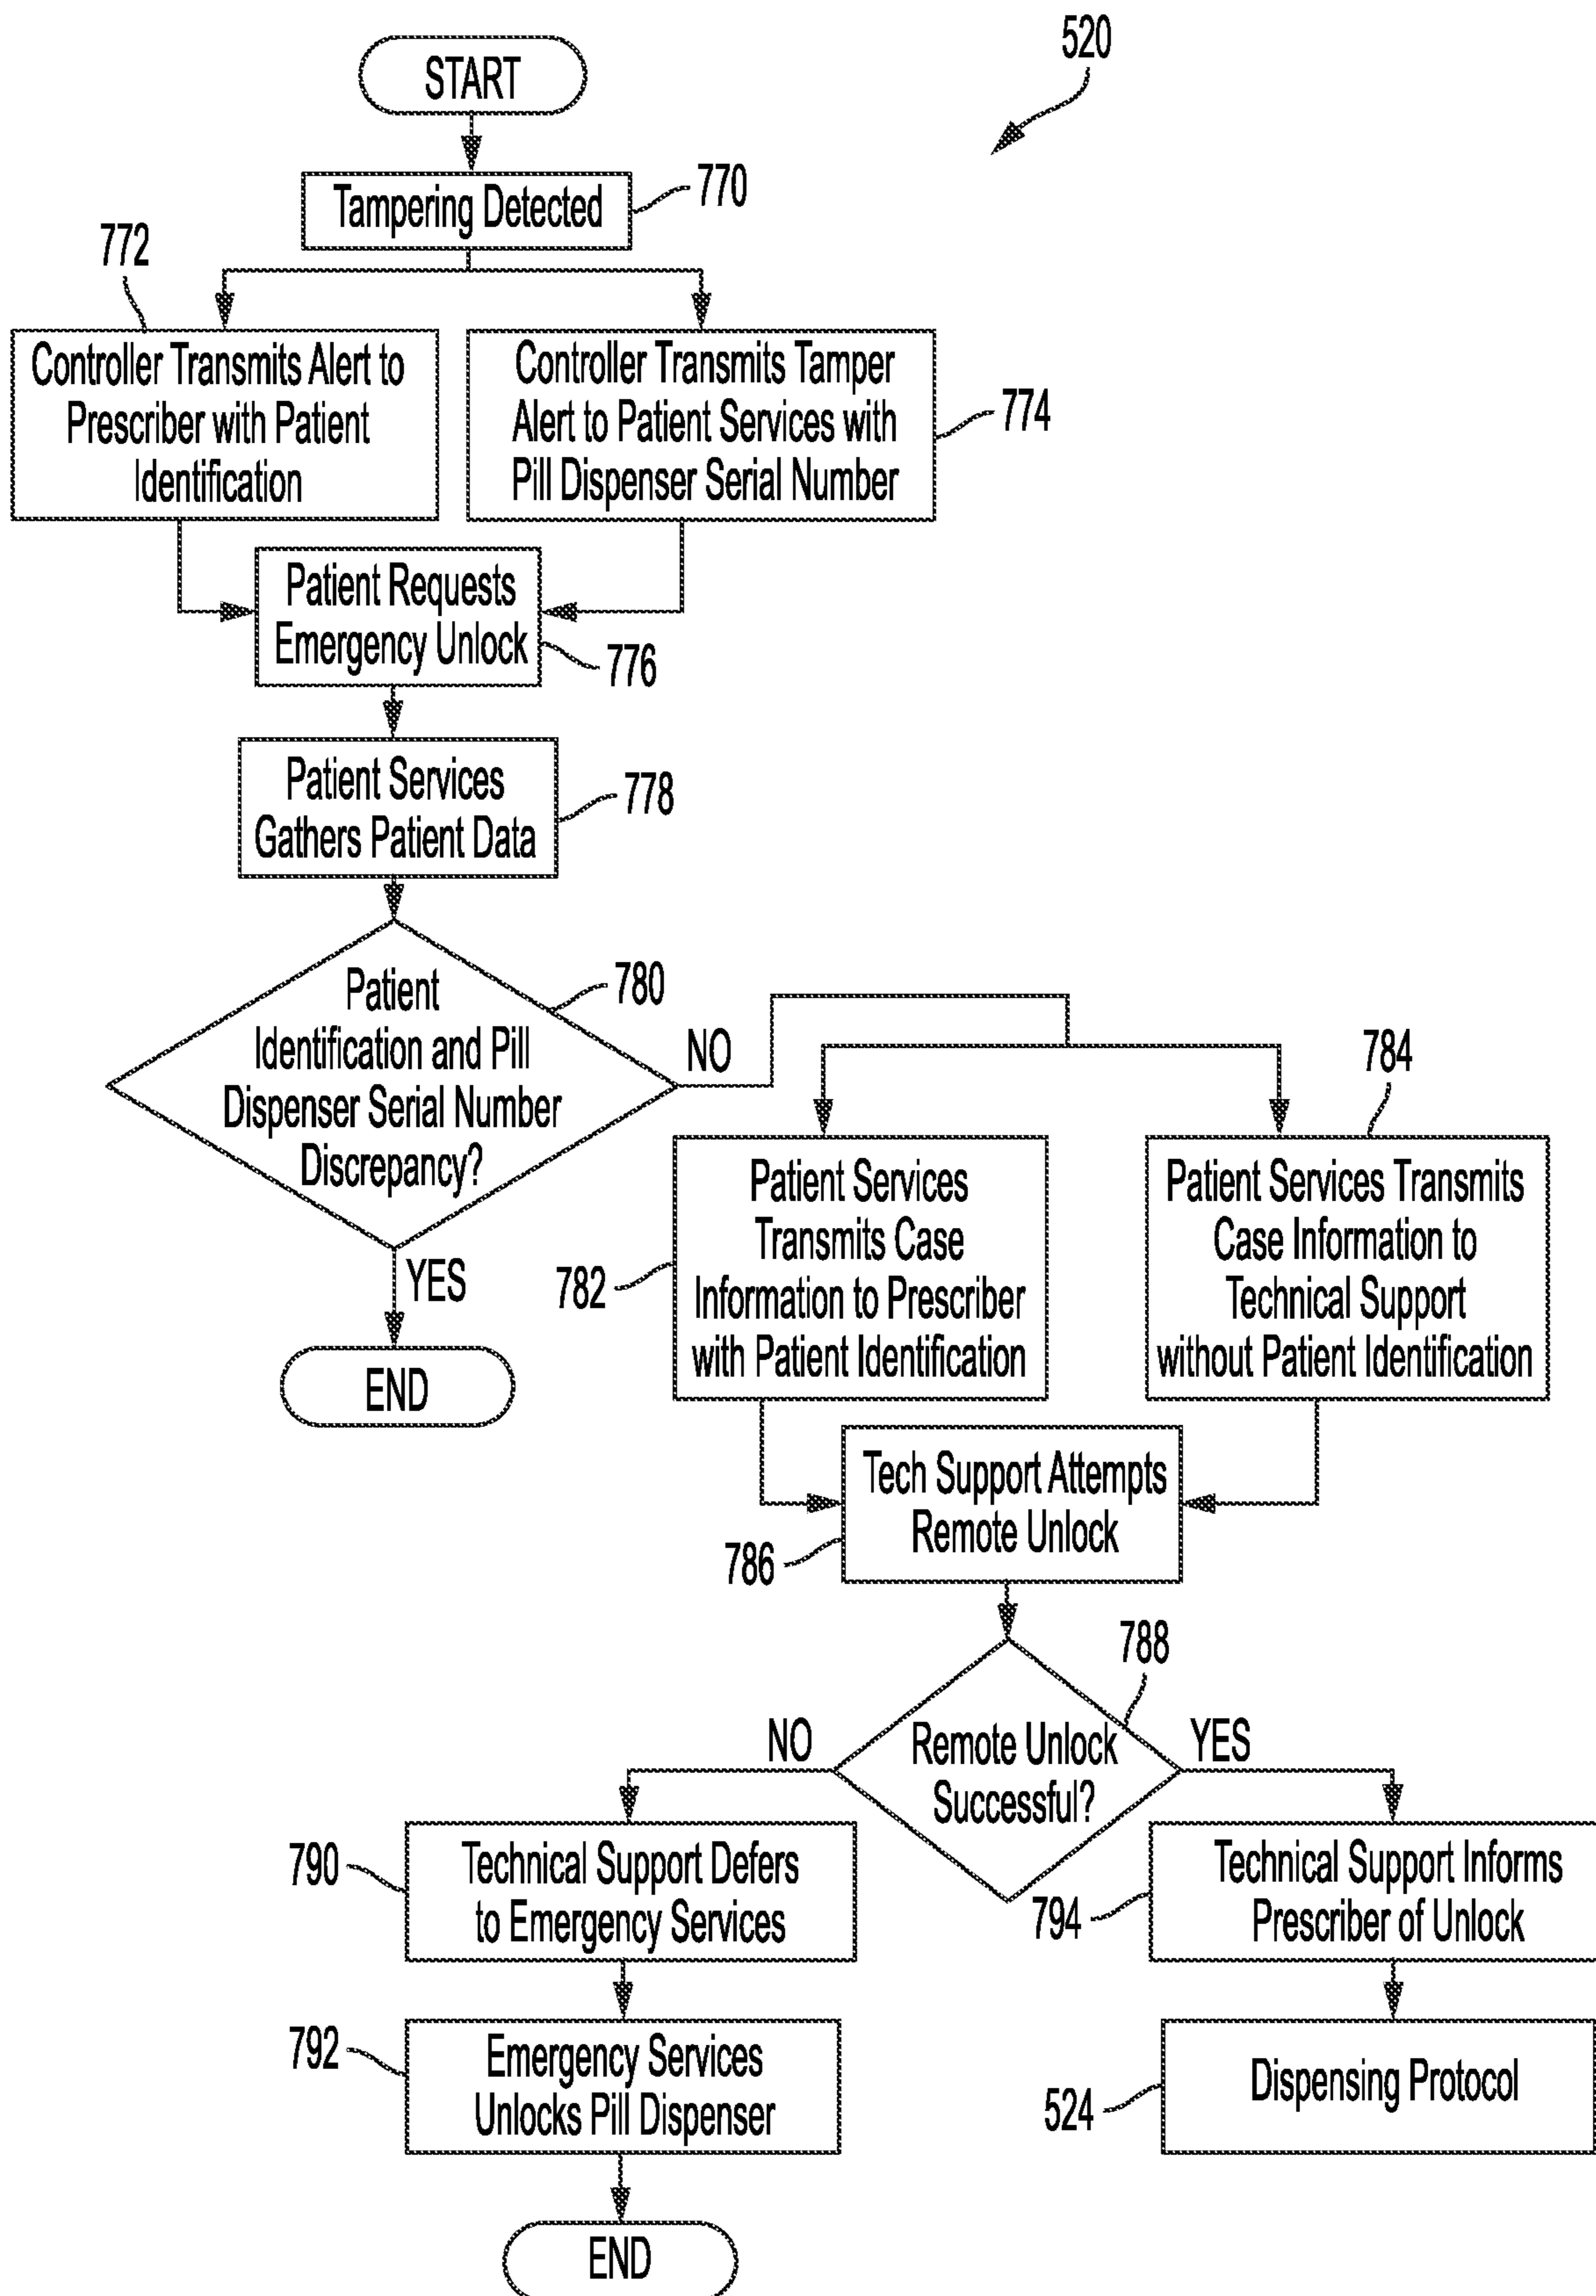 520
START
Tampering Detected
770
772
Controller Transmits Alert to
Prescriber with Patient
Identification
Controller Transmits Tamper
Alert to Patient Services with
Pill Dispenser Serial Number
774
Patient Requests
Emergency Unlock
776
Patient Services
Gathers Patient Data
778
Patient
Identification and Pill
Dispenser Serial Number
Discrepancy?
780
NO
YES
END
782
Patient Services
Transmits Case
Information to Prescriber
with Patient Identification
784
Patient Services Transmits
Case Information to
Technical Support
without Patient Identification
Tech Support Attempts
Remote Unlock
786
788
Remote Unlock
Successful?
NO
YES
790
Technical Support Defers
to Emergency Services
794
Technical Support Informs
Prescriber of Unlock
792
Emergency Services
Unlocks Pill Dispenser
524
Dispensing Protocol
END